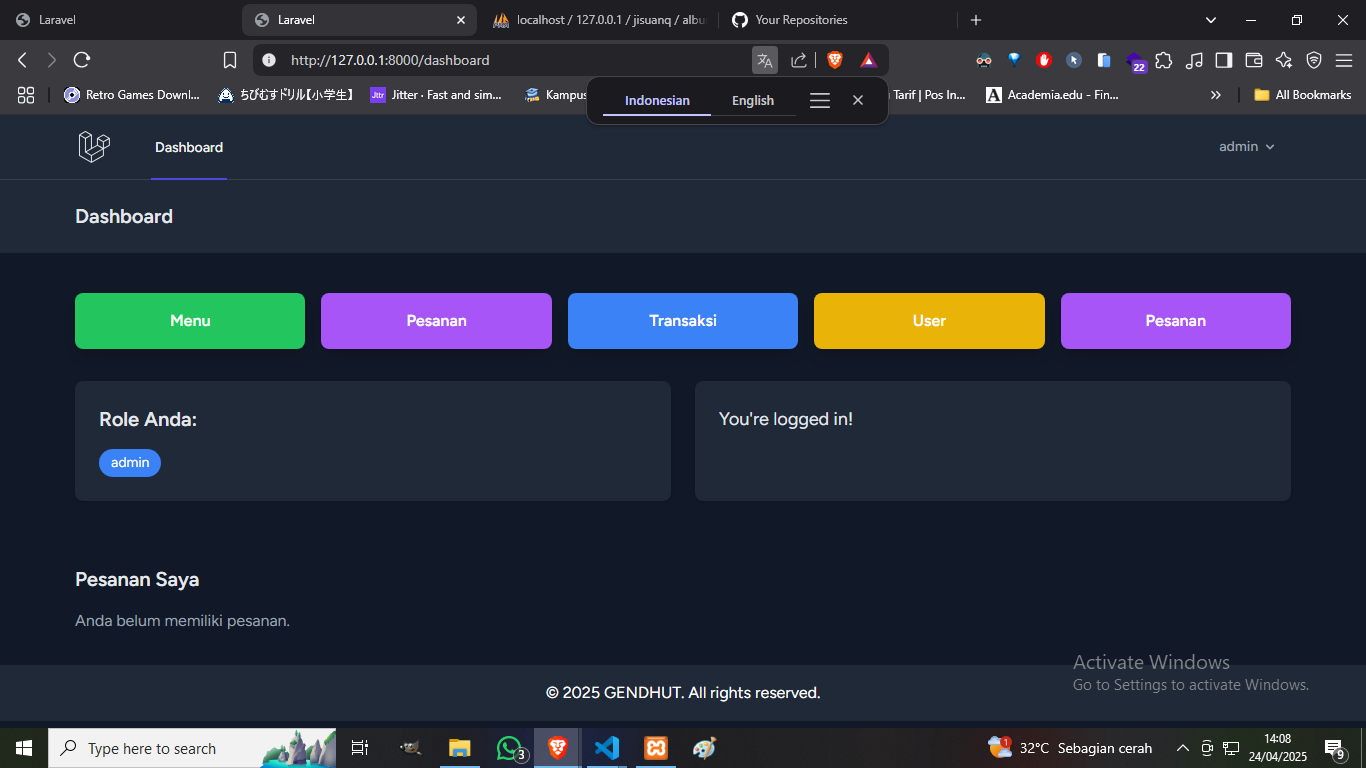 Laravel
Laravel
localhost / 127.0.0.1 / jisuanq / albu
Your Repositories
http://127.0.0.1:8000/dashboard
22
Retro Games Downl...
ちびむすドリル【小学生】
Jitter · Fast and sim...
Kampus
Tarif | Pos In...
Academia.edu - Fin...
All Bookmarks
Indonesian English
Dashboard
admin
Dashboard
Menu
Pesanan
Transaksi
User
Pesanan
Role Anda:
admin
You're logged in!
Pesanan Saya
Anda belum memiliki pesanan.
Activate Windows
Go to Settings to activate Windows.
© 2025 GENDHUT. All rights reserved.
Type here to search
3
1
32°C Sebagian cerah
14:08
24/04/2025
9